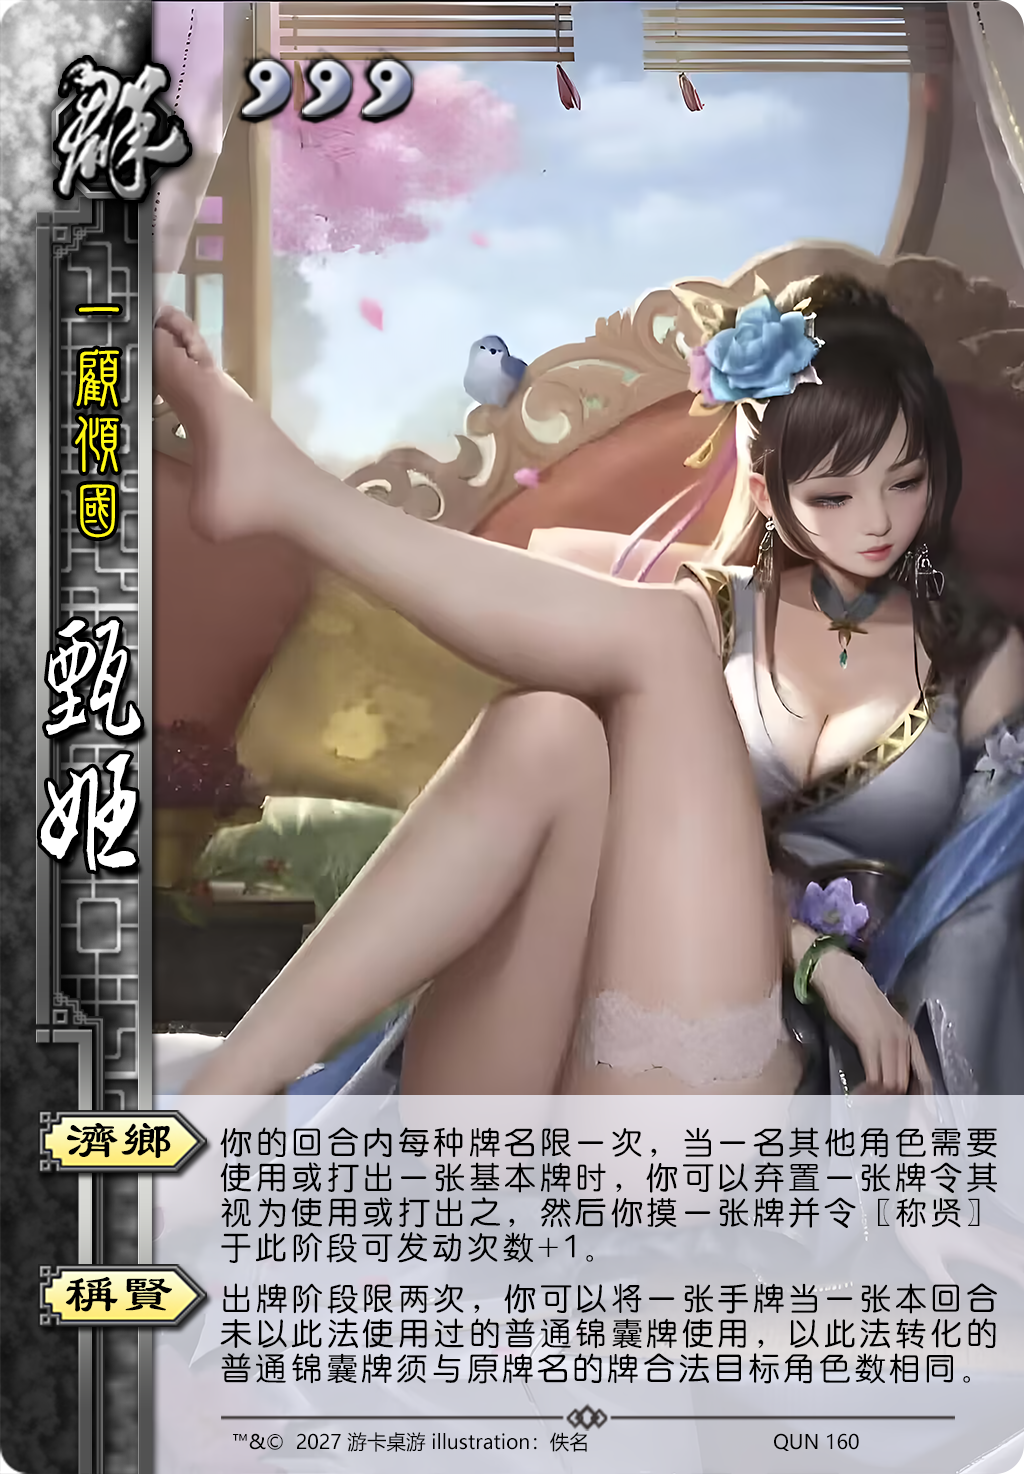 群
一顧傾國
甄姬
濟鄉
你的回合内每种牌名限一次，当一名其他角色需要
使用或打出一张基本牌时，你可以弃置一张牌令其
视为使用或打出之，然后你摸一张牌并令〖称贤〗
于此阶段可发动次数+1。
稱賢
出牌阶段限两次，你可以将一张手牌当一张本回合
未以此法使用过的普通锦囊牌使用，以此法转化的
普通锦囊牌须与原牌名的牌合法目标角色数相同。
™&© 2027 游卡桌游 illustration：佚名
QUN 160